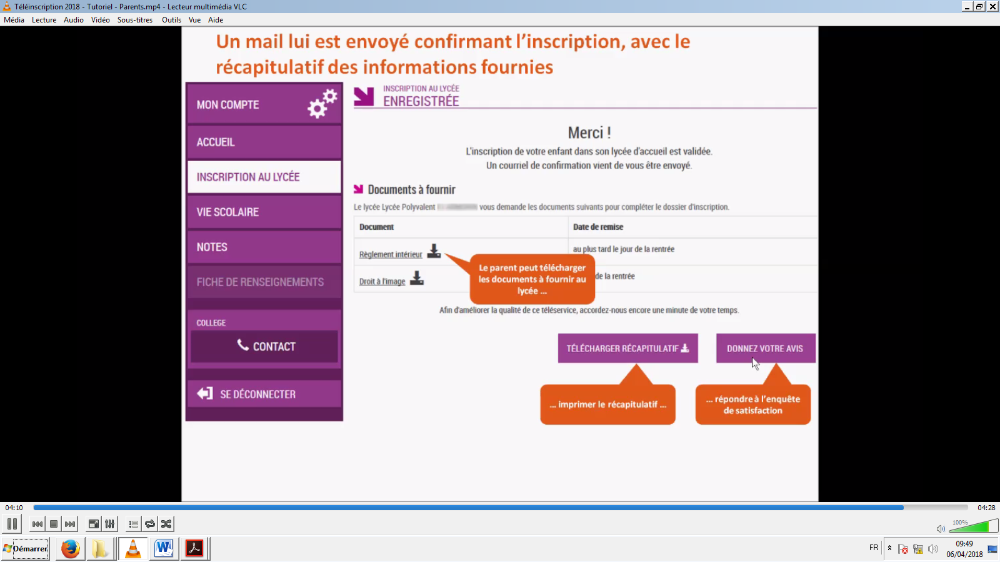 Téléinscription 2018 - Tutoriel - Parents.mp4 - Lecteur multimédia VLC
Média Lecture Audio Vidéo Sous-titres Outils Vue Aide
Un mail lui est envoyé confirmant l'inscription, avec le
récapitulatif des informations fournies
MON COMPTE
ACCUEIL
INSCRIPTION AU LYCÉE
VIE SCOLAIRE
NOTES
FICHE DE RENSEIGNEMENTS
COLLEGE
CONTACT
SE DÉCONNECTER
INSCRIPTION AU LYCÉE
ENREGISTRÉE
Merci !
L'inscription de votre enfant dans son lycée d'accueil est validée.
Un courriel de confirmation vient de vous être envoyé.
Documents à fournir
Le lycée Lycée Polyvalent vous demande les documents suivants pour compléter le dossier d'inscription.
Document Date de remise
Règlement intérieur au plus tard le jour de la rentrée
Droit à l'image de la rentrée
Le parent peut télécharger
les documents à fournir au
lycée ...
Afin d'améliorer la qualité de ce téléservice, accordez-nous encore une minute de votre temps.
TÉLÉCHARGER RÉCAPITULATIF DONNEZ VOTRE AVIS
... imprimer le récapitulatif ...
... répondre à l'enquête
de satisfaction
04:10 04:28
100%
Démarrer
FR
09:49
06/04/2018